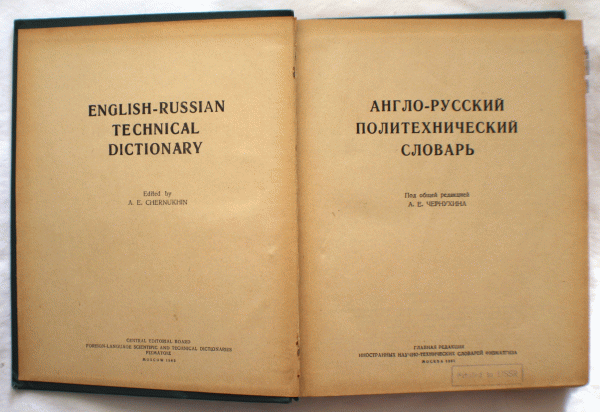 ENGLISH-RUSSIAN
TECHNICAL
DICTIONARY
Edited by
A. E. CHERNUKHIN
CENTRAL EDITORIAL BOARD
FOREIGN-LANGUAGE SCIENTIFIC AND TECHNICAL DICTIONARIES
FIZMATGIZ
MOSCOW
АНГЛО-РУССКИЙ
ПОЛИТЕХНИЧЕСКИЙ
СЛОВАРЬ
Под общей редакцией
А. Е. ЧЕРНУХИНА
ГЛАВНАЯ РЕДАКЦИЯ
ИНОСТРАННЫХ НАУЧНО-ТЕХНИЧЕСКИХ СЛОВАРЕЙ ФИЗМАТГИЗА
МОСКВА